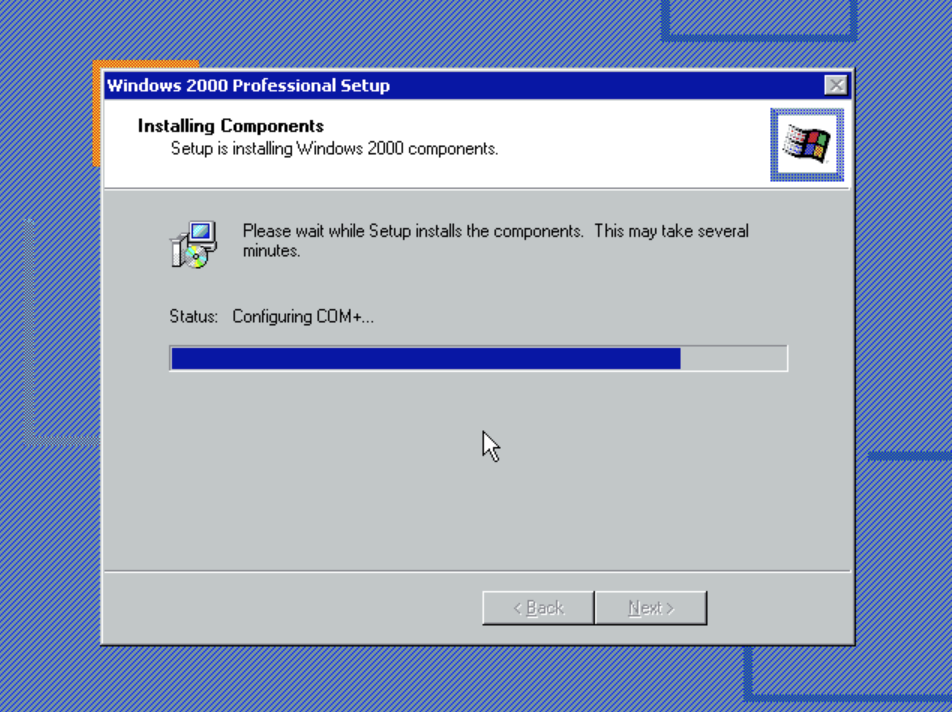 Windows 2000 Professional Setup
Installing Components
Setup is installing Windows 2000 components.
Please wait while Setup installs the components.  This may take several
minutes.
Status:  Configuring COM+...
< Back
Next >